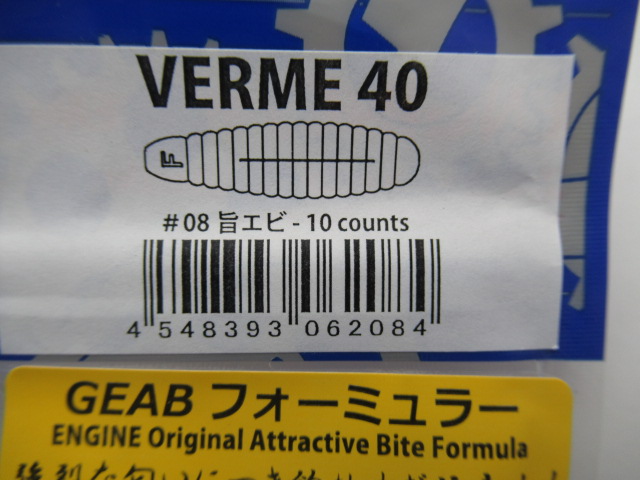 VERME 40
F
#08 旨エビ - 10 counts
4 548393 062084
GEAB フォーミュラー
ENGINE Original Attractive Bite Formula